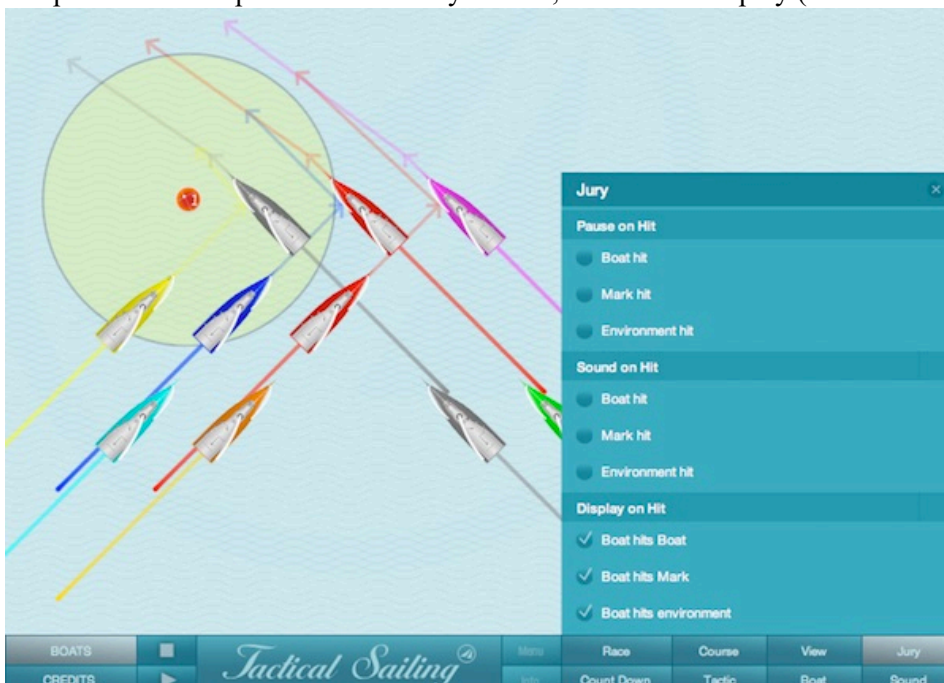 Jury
Pause on Hit
Boat hit
Mark hit
Environment hit
Sound on Hit
Boat hit
Mark hit
Environment hit
Display on Hit
Boat hits Boat
Boat hits Mark
Boat hits environment
BOATS
Tactical Sailing
Menu Race Course View Jury
CREDITS
Info Count Down Tactic Boat Sound